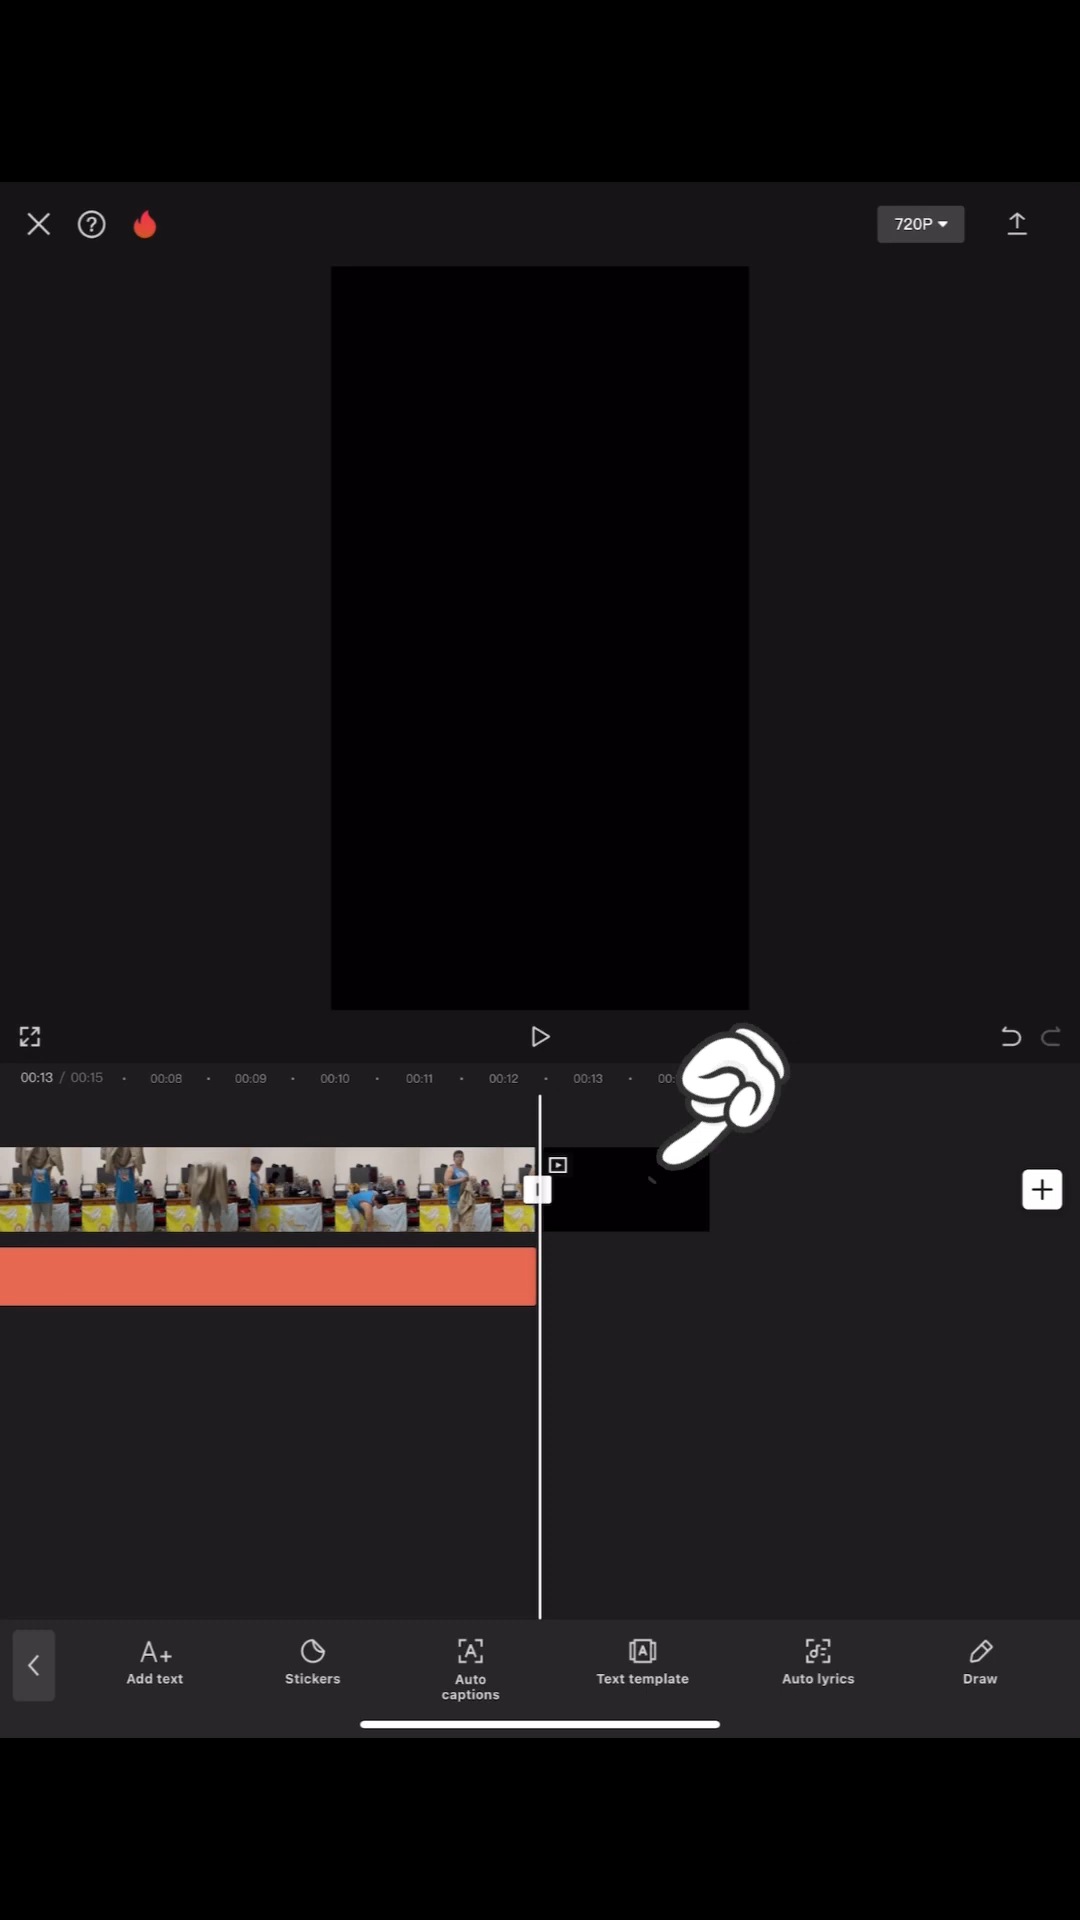 720P
00:13 / 00:15
00:08
00:09
00:10
00:11
00:12
00:13
00:
Add text
Stickers
Auto
captions
Text template
Auto lyrics
Draw